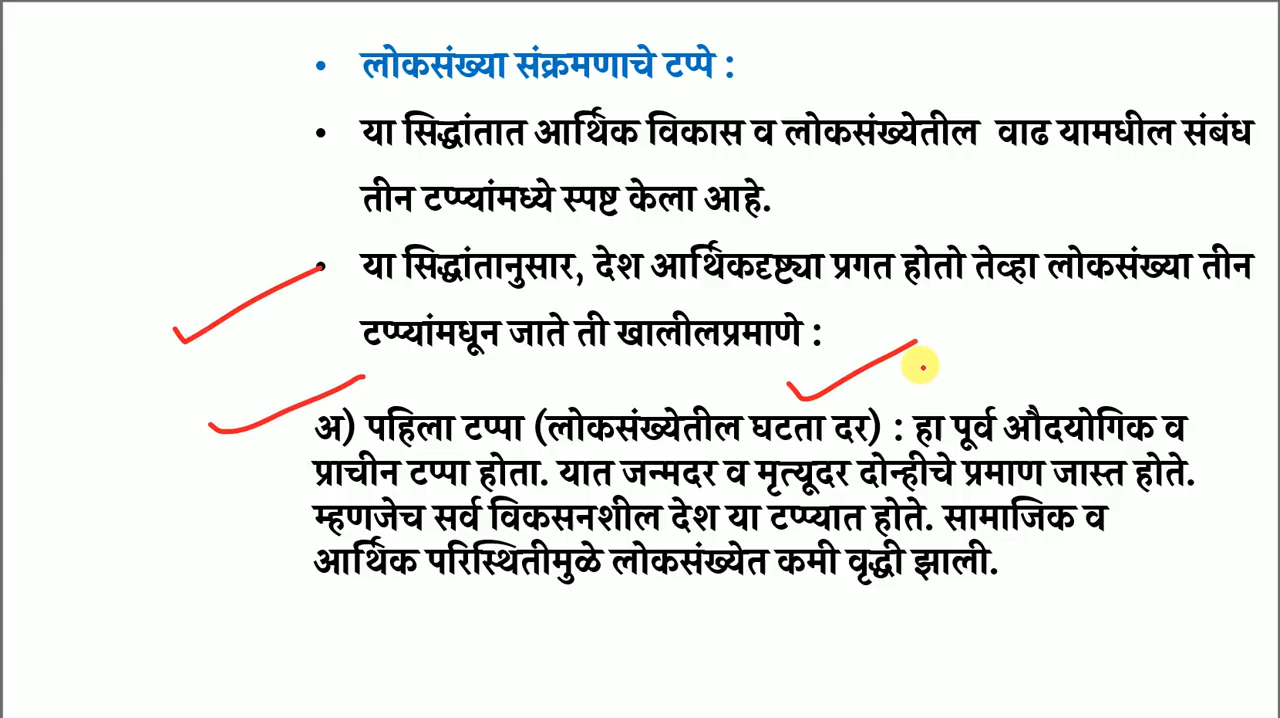 • लोकसंख्या संक्रमणाचे टप्पे :
• या सिद्धांतात आर्थिक विकास व लोकसंख्येतील वाढ यामधील संबंध
तीन टप्प्यांमध्ये स्पष्ट केला आहे.
• या सिद्धांतानुसार, देश आर्थिकदृष्ट्या प्रगत होतो तेव्हा लोकसंख्या तीन
टप्प्यांमधून जाते ती खालीलप्रमाणे :
अ) पहिला टप्पा (लोकसंख्येतील घटता दर) : हा पूर्व औदयोगिक व
प्राचीन टप्पा होता. यात जन्मदर व मृत्यूदर दोन्हीचे प्रमाण जास्त होते.
म्हणजेच सर्व विकसनशील देश या टप्प्यात होते. सामाजिक व
आर्थिक परिस्थितीमुळे लोकसंख्येत कमी वृद्धी झाली.